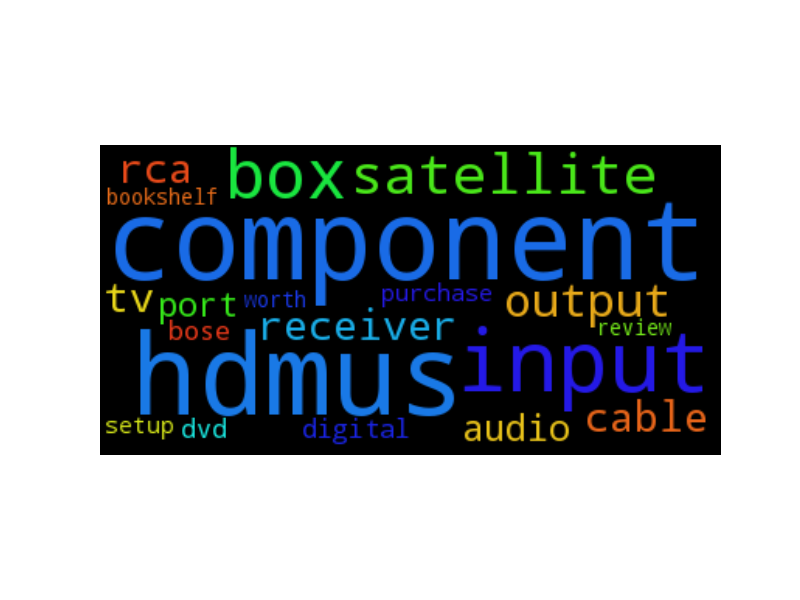 rca box satellite
bookshelf
component
tv port worth purchase output
bose receiver review
hdmus input
setup dvd digital audio cable